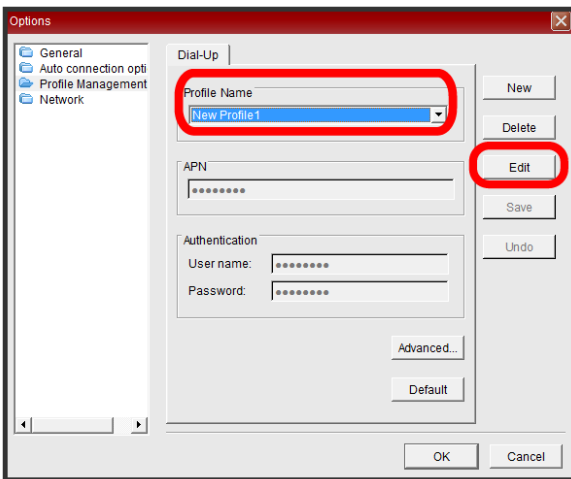 Options
General
Auto connection opti
Profile Management
Network
Dial-Up
Profile Name
New Profile1
APN
●●●●●●●●
Authentication
User name: ●●●●●●●●
Password: ●●●●●●●●
Advanced...
Default
New
Delete
Edit
Save
Undo
OK
Cancel